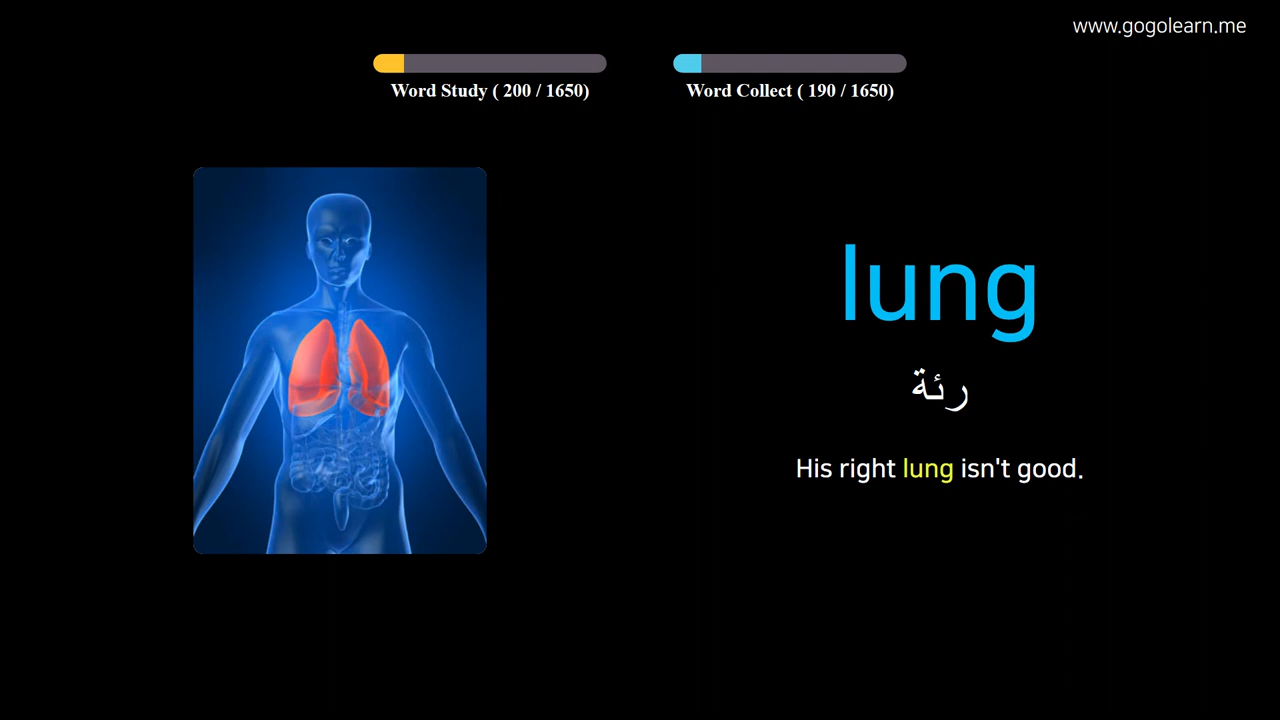 www.gogolearn.me
Word Study ( 200 / 1650)
Word Collect ( 190 / 1650)
lung
رئة
His right lung isn't good.